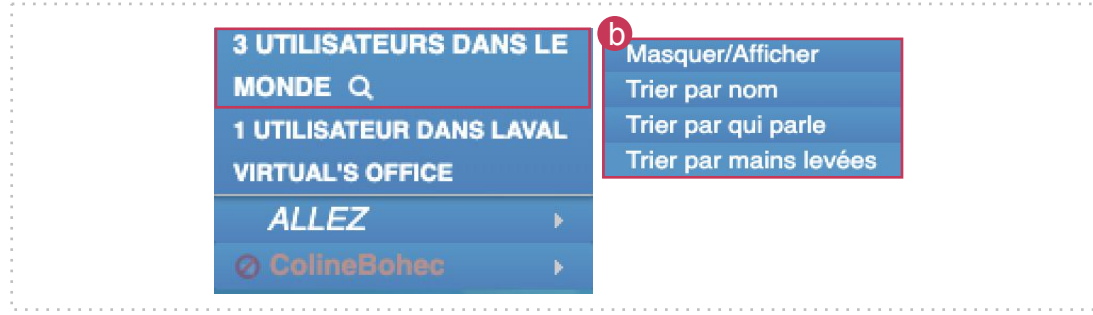 3 UTILISATEURS DANS LE
MONDE
1 UTILISATEUR DANS LAVAL
VIRTUAL'S OFFICE
ALLEZ
ColineBohec
b
Masquer/Afficher
Trier par nom
Trier par qui parle
Trier par mains levées